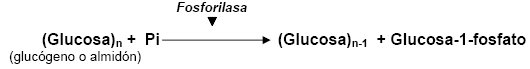 Fosforilasa
(Glucosa)n + Pi (Glucosa)n-1 + Glucosa-1-fosfato
(glucógeno o almidón)